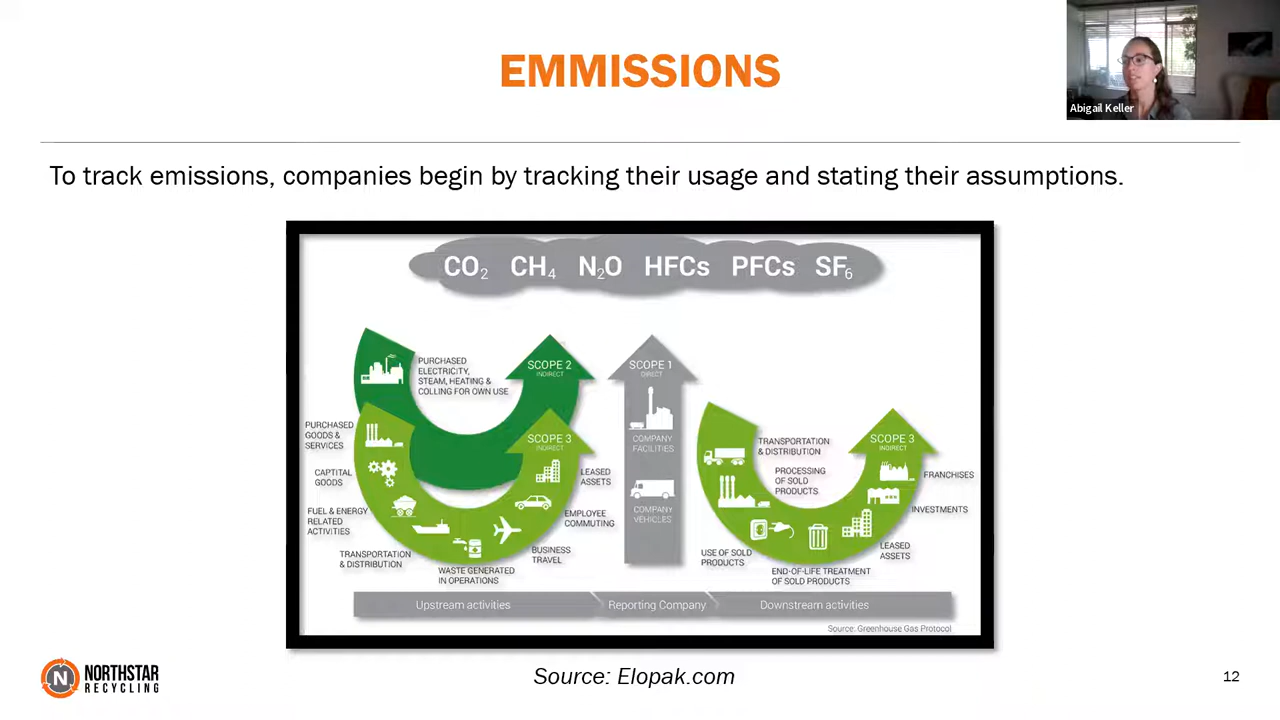 EMMISSIONS
Abigail Keller
To track emissions, companies begin by tracking their usage and stating their assumptions.
CO₂ CH₄ N₂O HFCs PFCs SF₆
PURCHASED
ELECTRICITY,
STEAM, HEATING &
COLLING FOR OWN USE
SCOPE 2
INDIRECT
SCOPE 1
DIRECT
PURCHASED
GOODS &
SERVICES
CAPTITAL
GOODS
FUEL & ENERGY
RELATED
ACTIVITIES
TRANSPORTATION
& DISTRIBUTION
WASTE GENERATED
IN OPERATIONS
BUSINESS
TRAVEL
EMPLOYEE
COMMUTING
LEASED
ASSETS
SCOPE 3
INDIRECT
COMPANY
FACILITIES
COMPANY
VEHICLES
TRANSPORTATION
& DISTRIBUTION
PROCESSING
OF SOLD
PRODUCTS
USE OF SOLD
PRODUCTS
END-OF-LIFE TREATMENT
OF SOLD PRODUCTS
LEASED
ASSETS
INVESTMENTS
FRANCHISES
SCOPE 3
INDIRECT
Upstream activities
Reporting Company
Downstream activities
Source: Greenhouse Gas Protocol
N
NORTHSTAR
RECYCLING
Source: Elopak.com
12